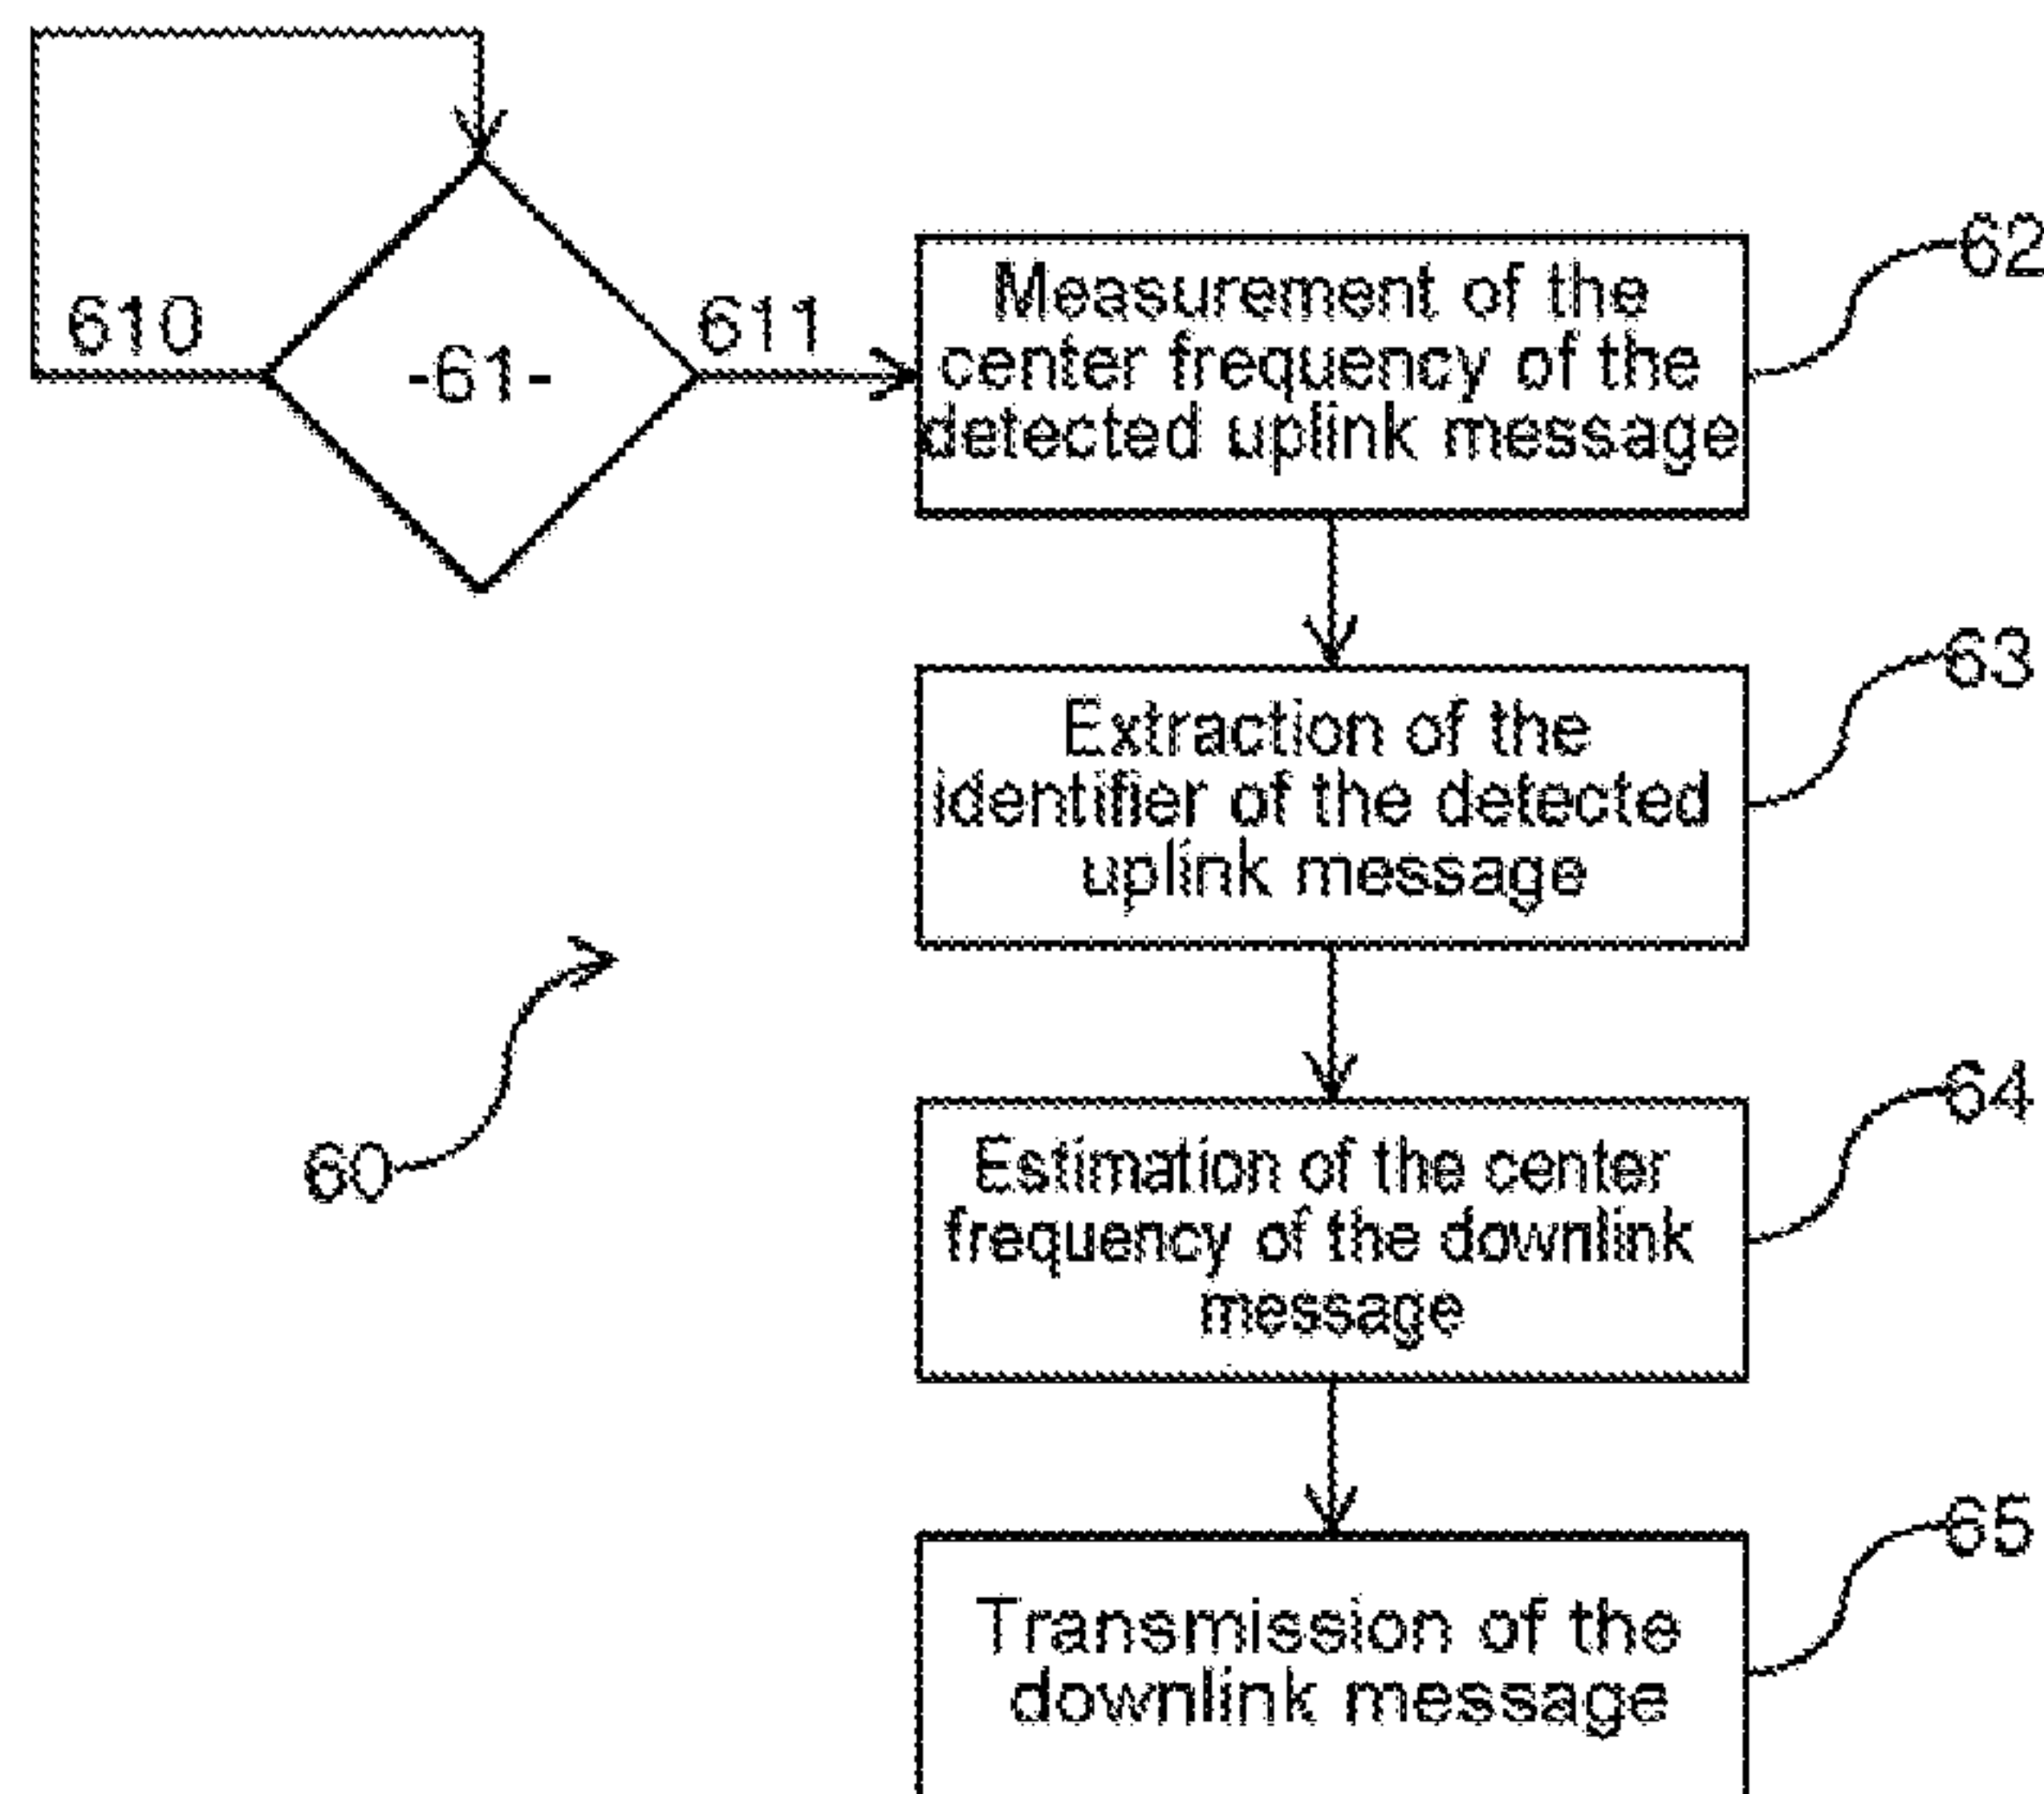 610
-61-
611
Measurement of the
center frequency of the
detected uplink message
62
Extraction of the
identifier of the detected
uplink message
63
60
Estimation of the center
frequency of the downlink
message
64
Transmission of the
downlink message
65